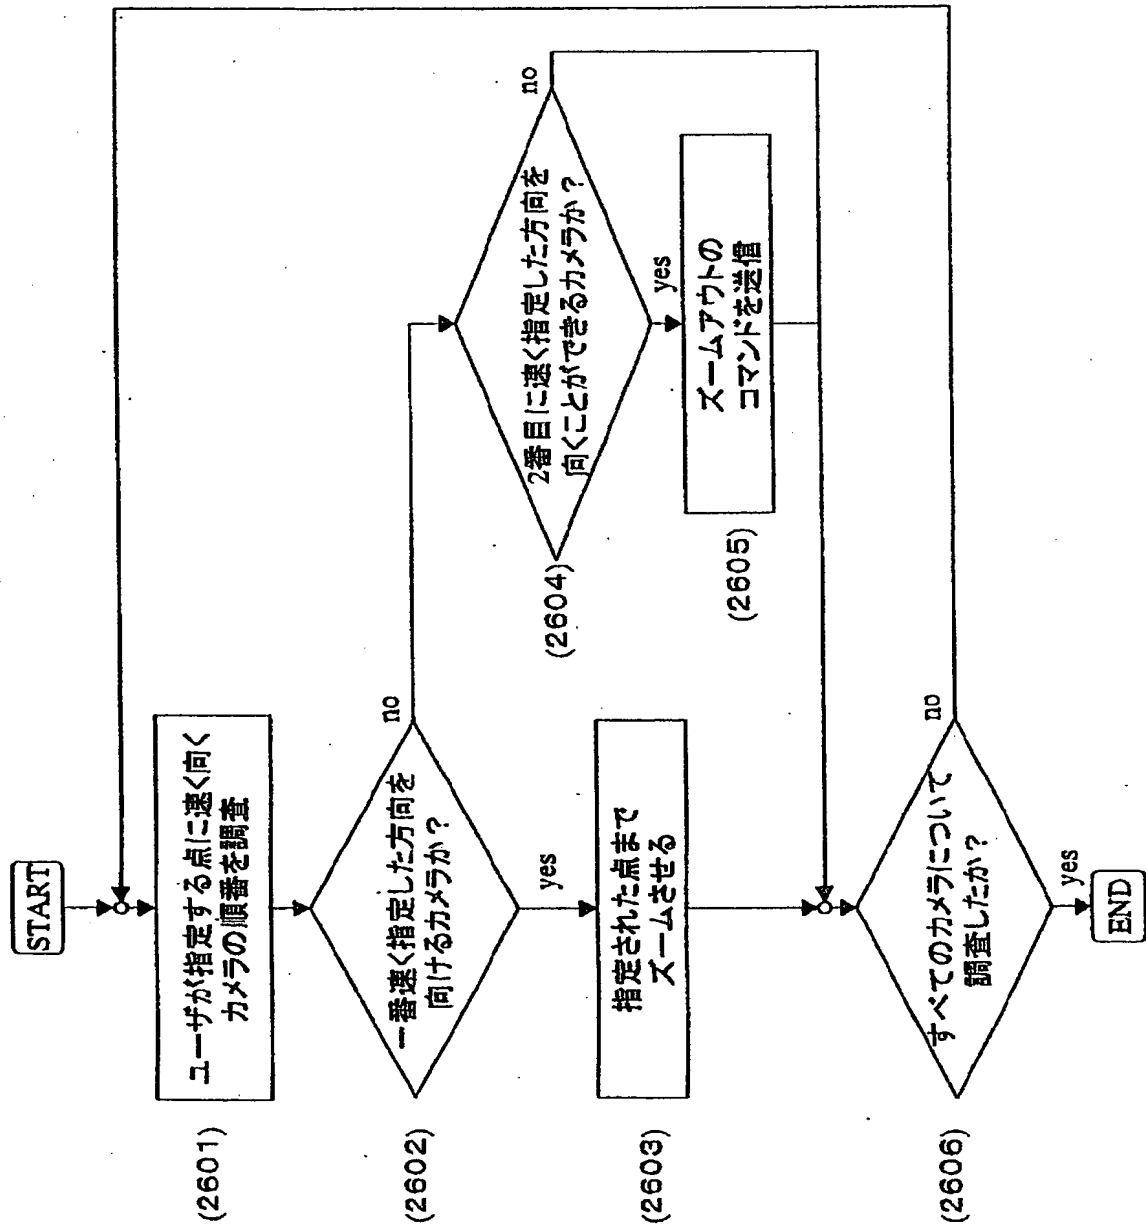 START
(2601)
ユーザが指定する点に速く向く
カメラの順番を調査
(2602)
一番速く指定した方向を
向けるカメラか？
no
yes
(2603)
指定された点まで
ズームさせる
(2604)
2番目に速く指定した方向を
向くことができるカメラか？
no
yes
(2605)
ズームアウトの
コマンドを送信
(2606)
すべてのカメラについて
調査したか？
no
yes
END